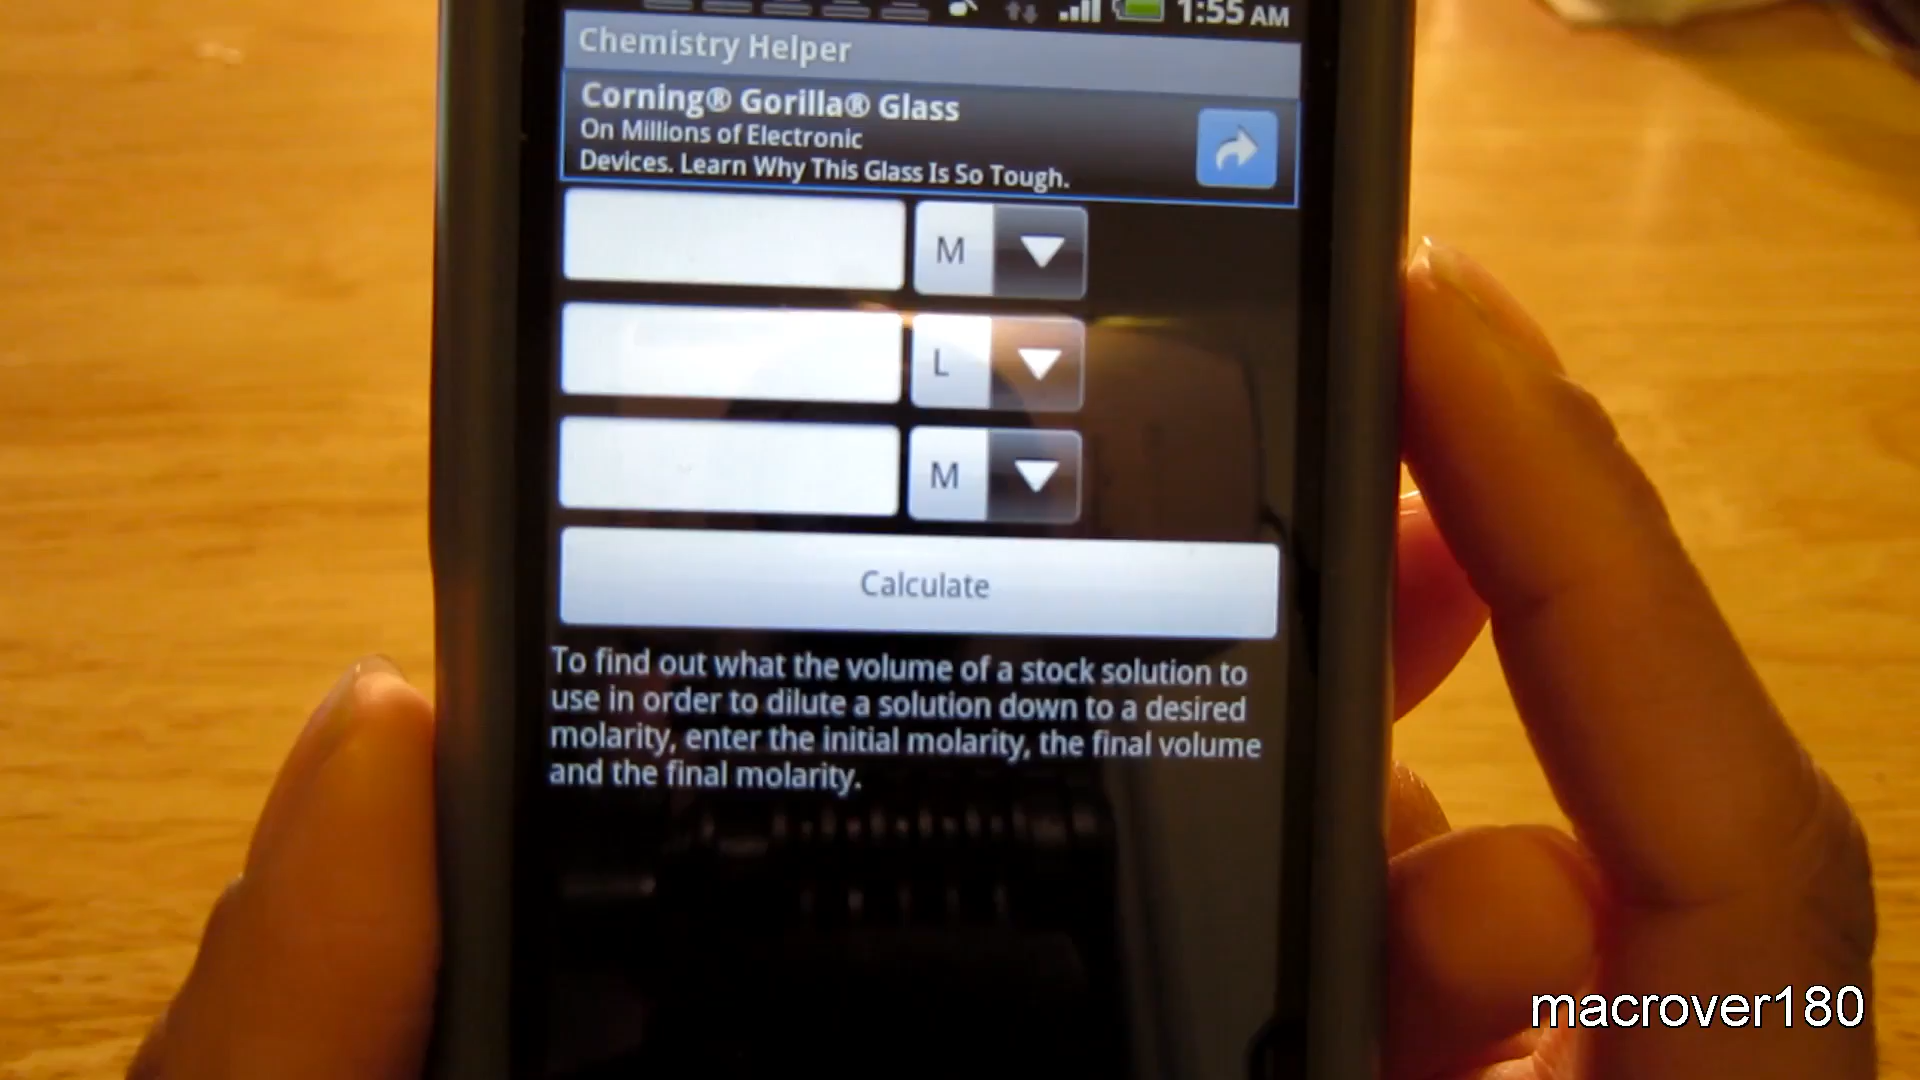 1:55 AM
Chemistry Helper
Corning® Gorilla® Glass
On Millions of Electronic
Devices. Learn Why This Glass Is So Tough.
M
L
M
Calculate
To find out what the volume of a stock solution to
use in order to dilute a solution down to a desired
molarity, enter the initial molarity, the final volume
and the final molarity.
macrover180